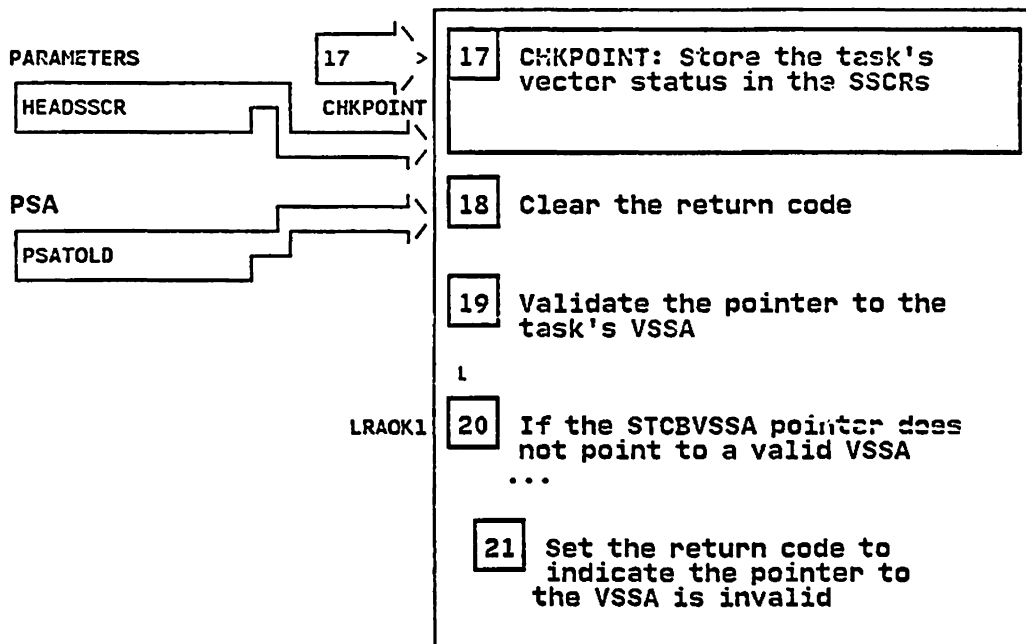 PARAMETERS
HEADSSCR
17
CHKPOINT
17 CHKPOINT: Store the task's
vector status in the SSCRs
PSA
PSATOLD
18 Clear the return code
19 Validate the pointer to the
task's VSSA
L
LRAOK1
20 If the STCBVSSA pointer does
not point to a valid VSSA
...
21 Set the return code to
indicate the pointer to
the VSSA is invalid